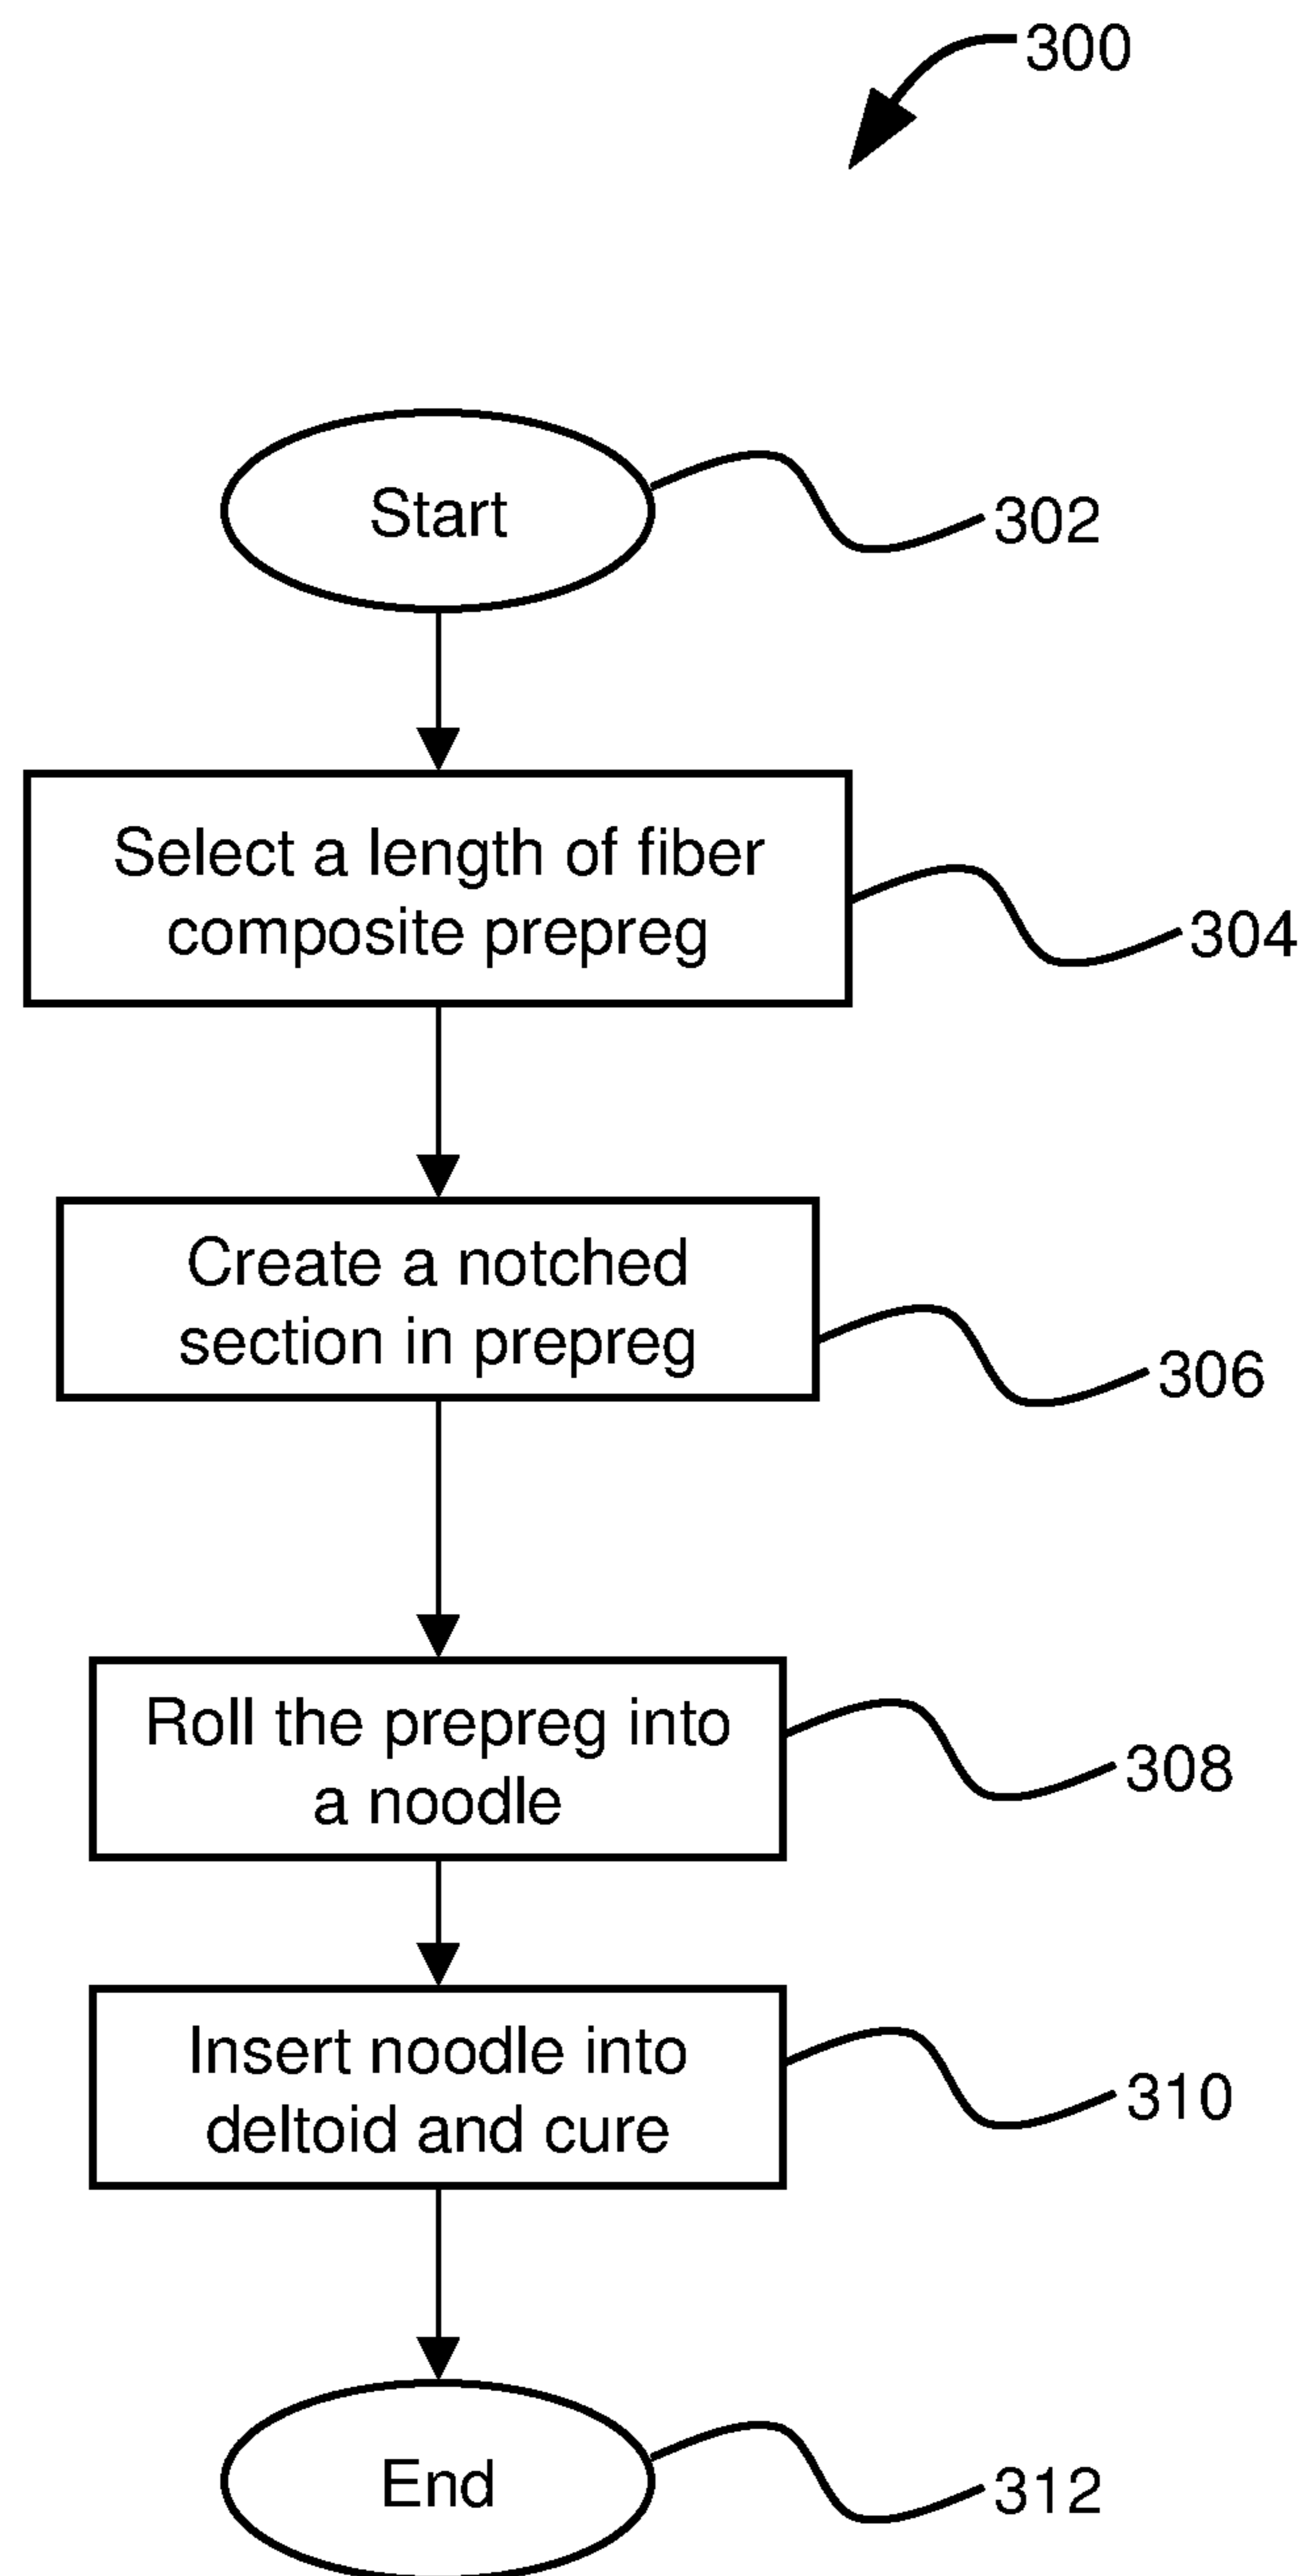 300
Start
302
Select a length of fiber
composite prepreg
304
Create a notched
section in prepreg
306
Roll the prepreg into
a noodle
308
Insert noodle into
deltoid and cure
310
End
312